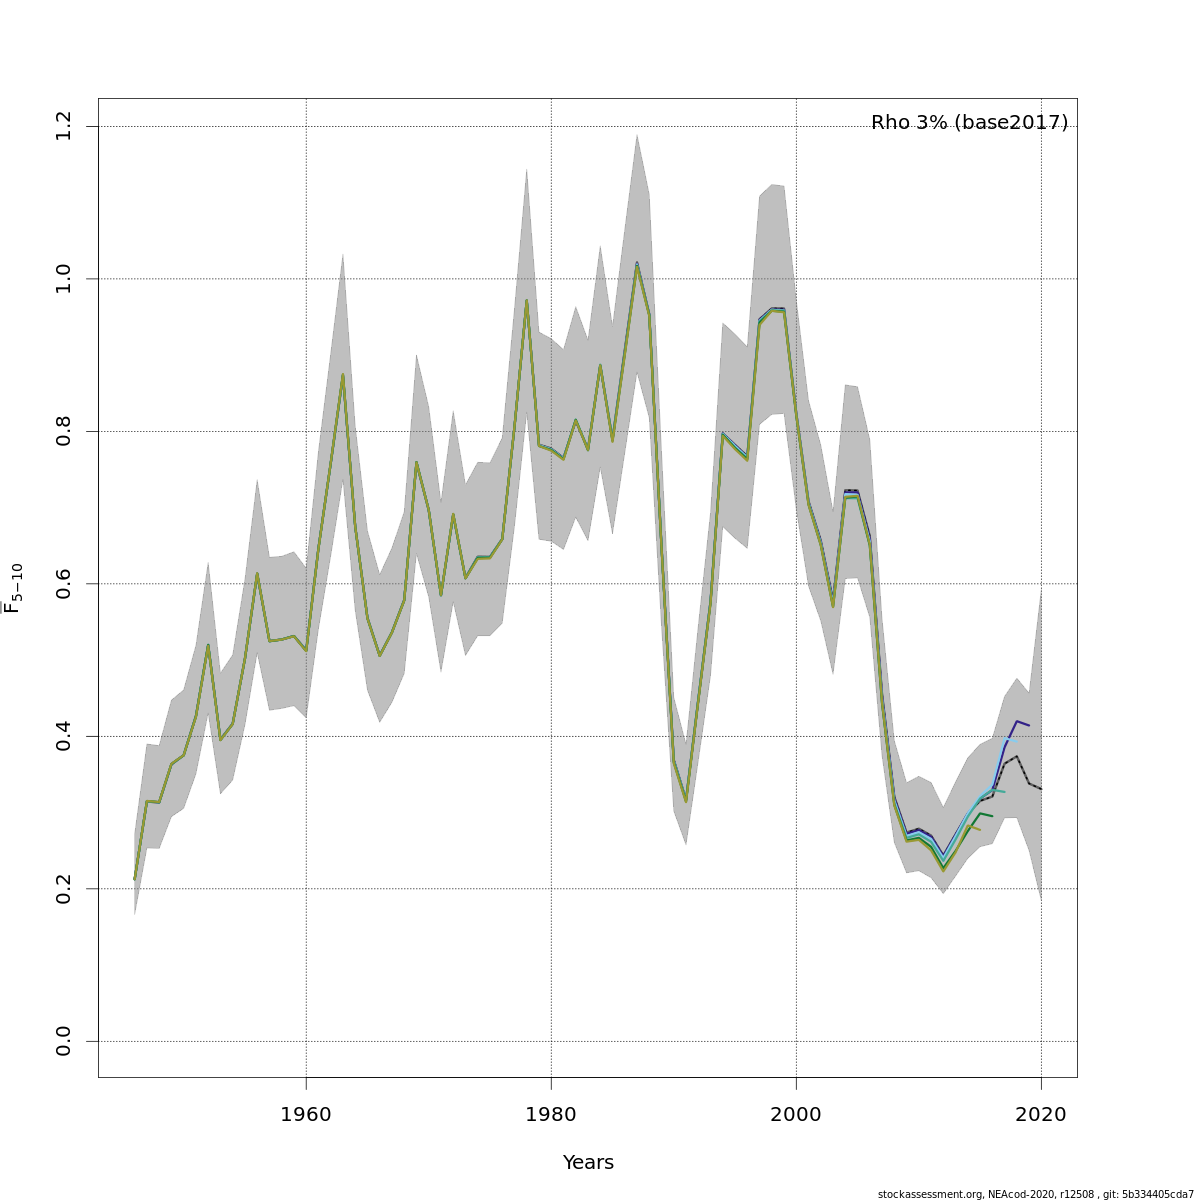 Rho 3% (base2017)
1.2
1.0
0.8
0.6
0.4
0.2
0.0
F̅5−10
1960 1980 2000 2020
Years
stockassessment.org, NEAcod-2020, r12508 , git: 5b334405cda7